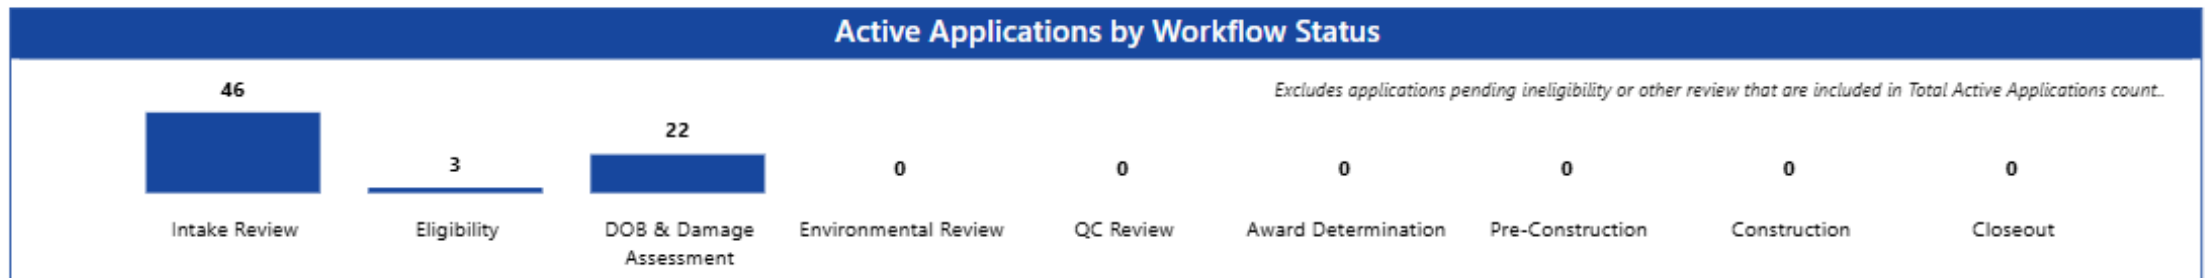 Active Applications by Workflow Status
Excludes applications pending ineligibility or other review that are included in Total Active Applications count..
46
3
22
0
0
0
0
0
0
Intake Review
Eligibility
DOB & Damage
Assessment
Environmental Review
QC Review
Award Determination
Pre-Construction
Construction
Closeout